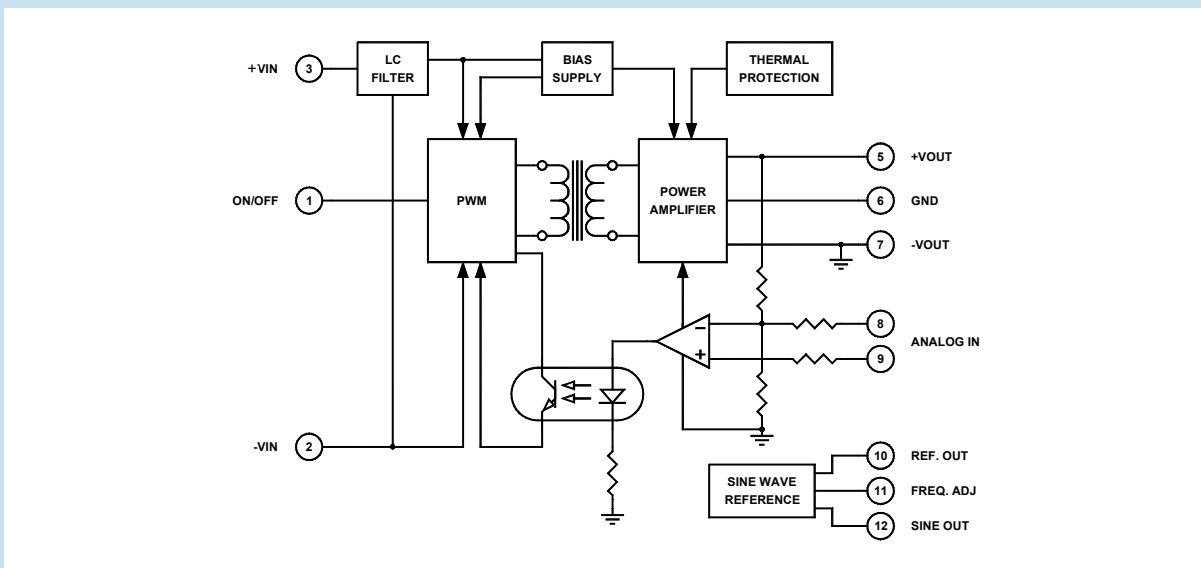 LC
FILTER
BIAS
SUPPLY
THERMAL
PROTECTION
+VIN
3
ON/OFF
1
PWM
POWER
AMPLIFIER
5
+VOUT
6
GND
7
-VOUT
−
+
8
9
ANALOG IN
-VIN
2
SINE WAVE
REFERENCE
10
REF. OUT
11
FREQ. ADJ
12
SINE OUT